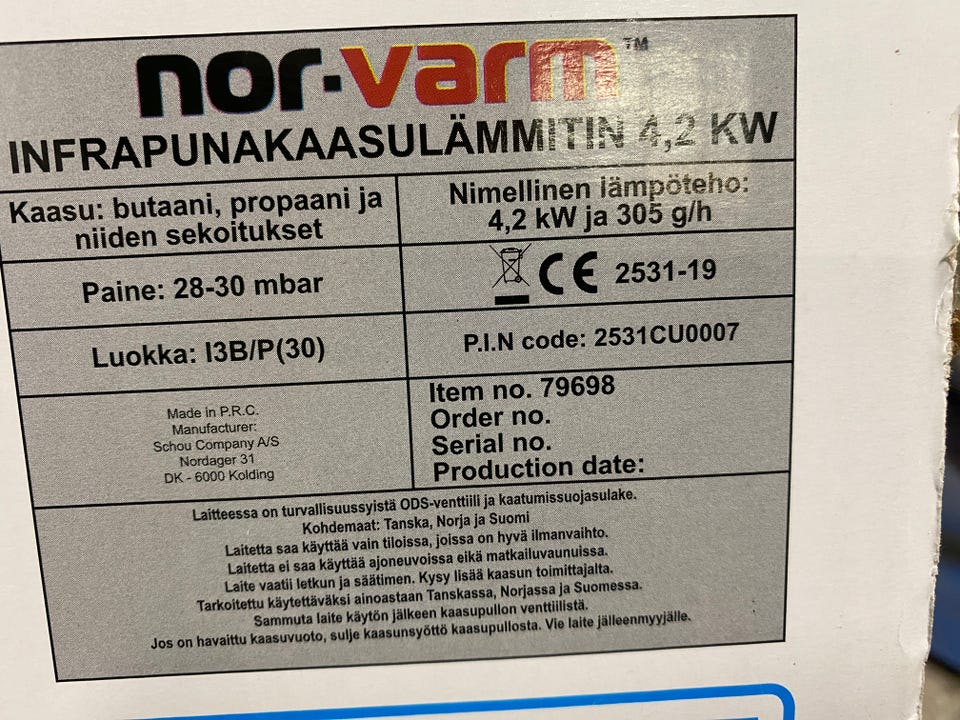 nor-varm™
INFRAPUNAKAASULÄMMITIN 4,2 KW
Kaasu: butaani, propaani ja
niiden sekoitukset
Nimellinen lämpöteho:
4,2 kW ja 305 g/h
Paine: 28-30 mbar
CE 2531-19
Luokka: I3B/P(30)
P.I.N code: 2531CU0007
Made in P.R.C.
Manufacturer:
Schou Company A/S
Nordager 31
DK - 6000 Kolding
Item no. 79698
Order no.
Serial no.
Production date:
Laitteessa on turvallisuussyistä ODS-venttiili ja kaatumissuojasulake.
Kohdemaat: Tanska, Norja ja Suomi
Laitetta saa käyttää vain tiloissa, joissa on hyvä ilmanvaihto.
Laitetta ei saa käyttää ajoneuvoissa eikä matkailuvaunuissa.
Laite vaatii letkun ja säätimen. Kysy lisää kaasun toimittajalta.
Tarkoitettu käytettäväksi ainoastaan Tanskassa, Norjassa ja Suomessa.
Sammuta laite käytön jälkeen kaasupullon venttiilistä.
Jos on havaittu kaasuvuoto, sulje kaasunsyöttö kaasupullosta. Vie laite jälleenmyyjälle.